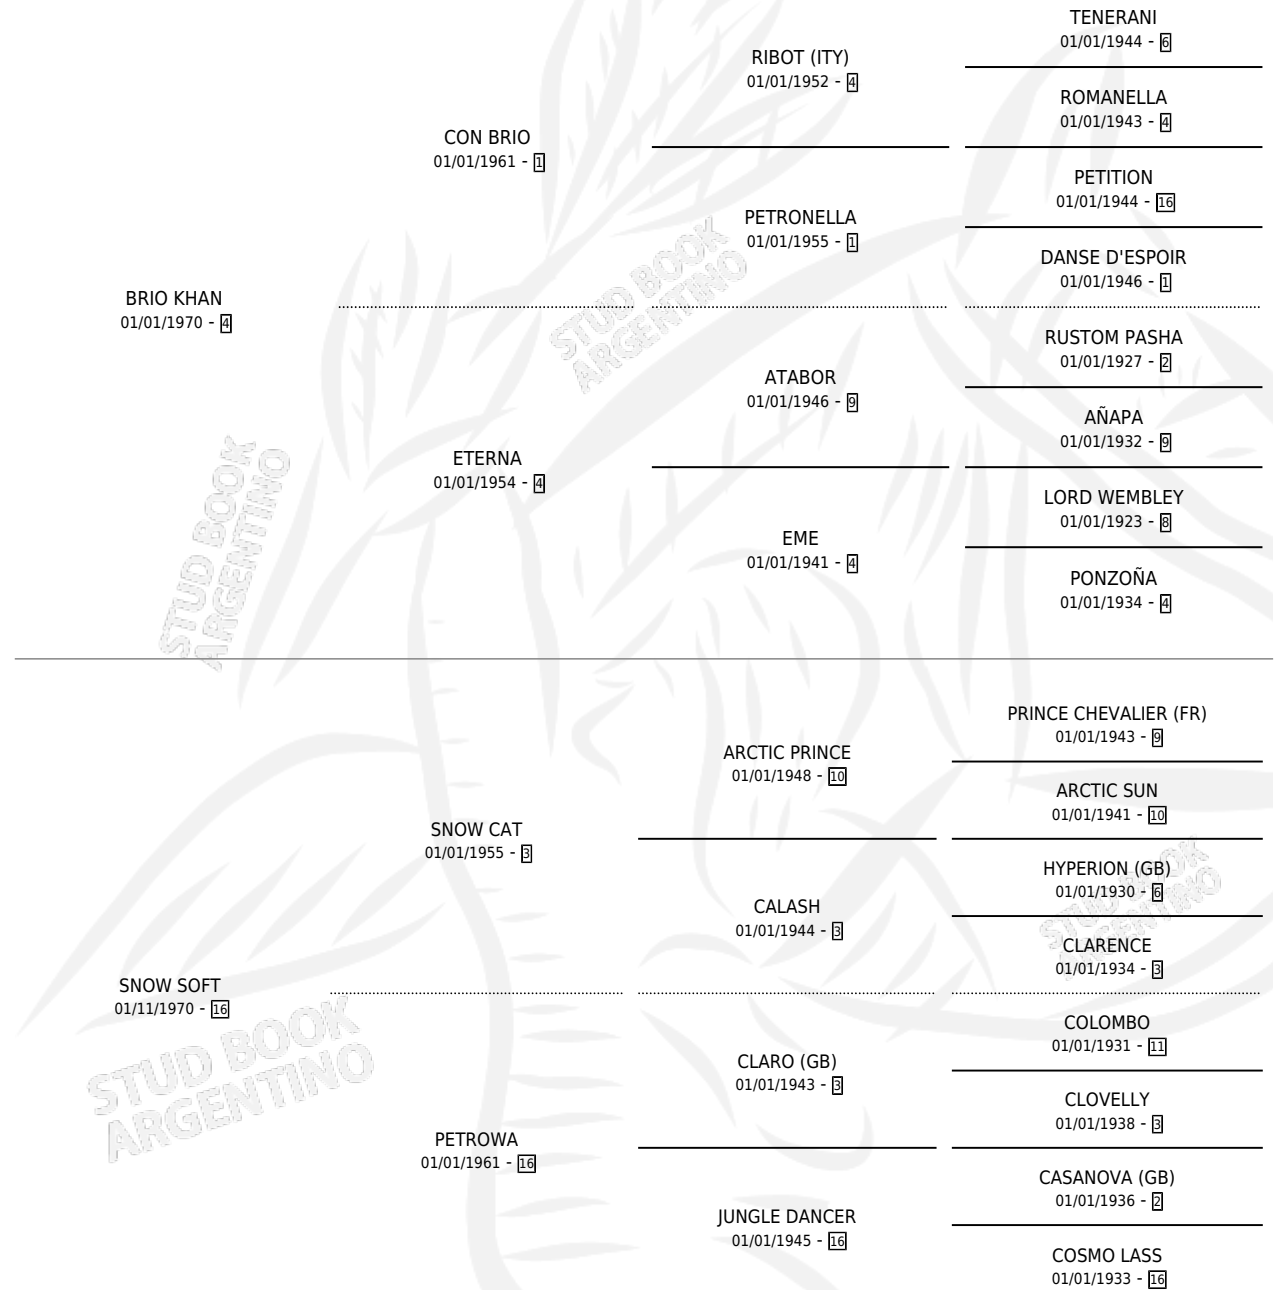 TENERANI
01/01/1944 - 6
RIBOT (ITY)
01/01/1952 - 4
ROMANELLA
01/01/1943 - 4
CON BRIO
01/01/1961 - 1
PETITION
01/01/1944 - 16
PETRONELLA
01/01/1955 - 1
DANSE D'ESPOIR
01/01/1946 - 1
BRIO KHAN
01/01/1970 - 4
STUD BOOK
ARGENTINO
RUSTOM PASHA
01/01/1927 - 2
ATABOR
01/01/1946 - 9
AÑAPA
01/01/1932 - 9
ETERNA
01/01/1954 - 4
LORD WEMBLEY
01/01/1923 - 8
EME
01/01/1941 - 4
PONZOÑA
01/01/1934 - 4
STUD BOOK
ARGENTINO
PRINCE CHEVALIER (FR)
01/01/1943 - 9
ARCTIC PRINCE
01/01/1948 - 10
ARCTIC SUN
01/01/1941 - 10
SNOW CAT
01/01/1955 - 3
HYPERION (GB)
01/01/1930 - 6
CALASH
01/01/1944 - 3
CLARENCE
01/01/1934 - 3
STUD BOOK
ARGENTINO
SNOW SOFT
01/11/1970 - 16
COLOMBO
01/01/1931 - 11
CLARO (GB)
01/01/1943 - 3
CLOVELLY
01/01/1938 - 3
STUD BOOK
ARGENTINO
PETROWA
01/01/1961 - 16
CASANOVA (GB)
01/01/1936 - 2
JUNGLE DANCER
01/01/1945 - 16
COSMO LASS
01/01/1933 - 16